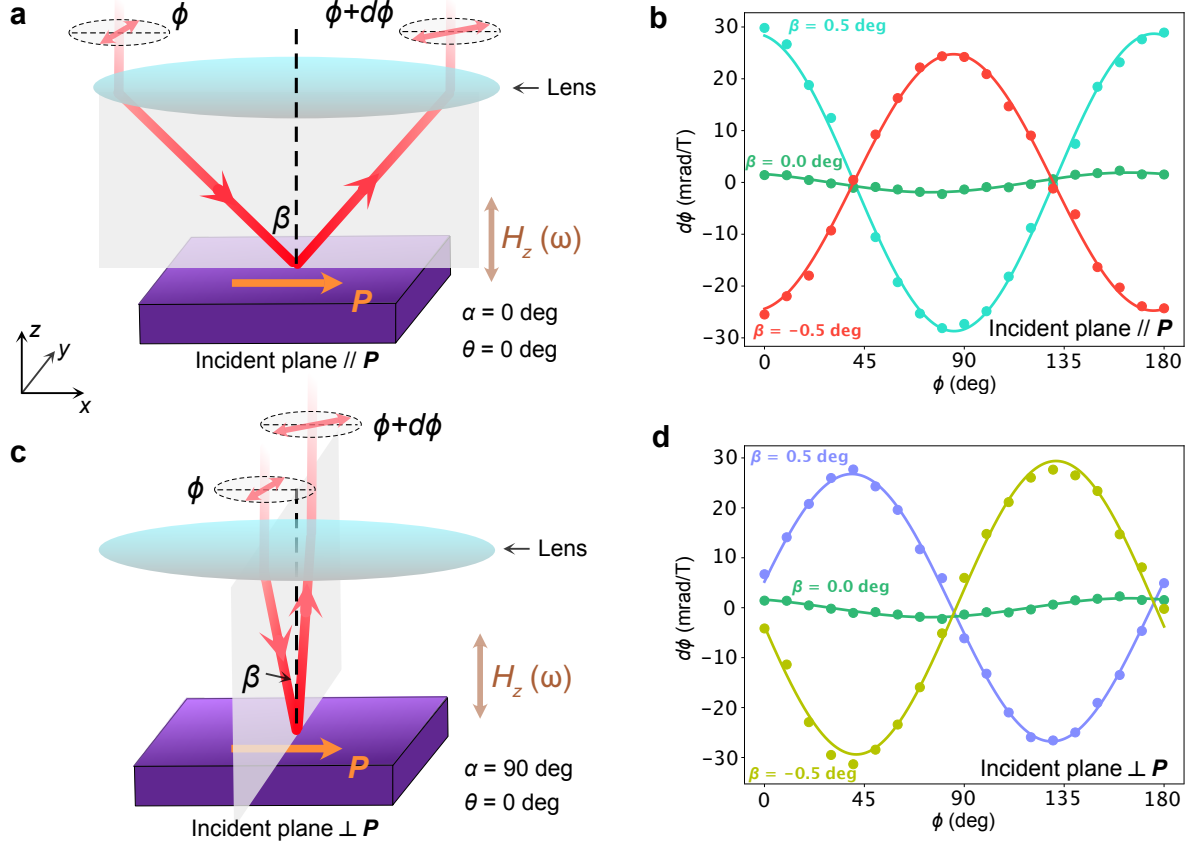 a
ϕ
ϕ+dϕ
Lens
β
H_z (ω)
P
α = 0 deg
θ = 0 deg
Incident plane // P
z
y
x
b
β = 0.5 deg
β = 0.0 deg
β = −0.5 deg
Incident plane // P
30
20
10
0
−10
−20
−30
dϕ (mrad/T)
0
45
90
135
180
ϕ (deg)
c
ϕ+dϕ
ϕ
Lens
β
H_z (ω)
P
α = 90 deg
θ = 0 deg
Incident plane ⊥ P
d
β = 0.5 deg
β = 0.0 deg
β = −0.5 deg
Incident plane ⊥ P
30
20
10
0
−10
−20
−30
dϕ (mrad/T)
0
45
90
135
180
ϕ (deg)